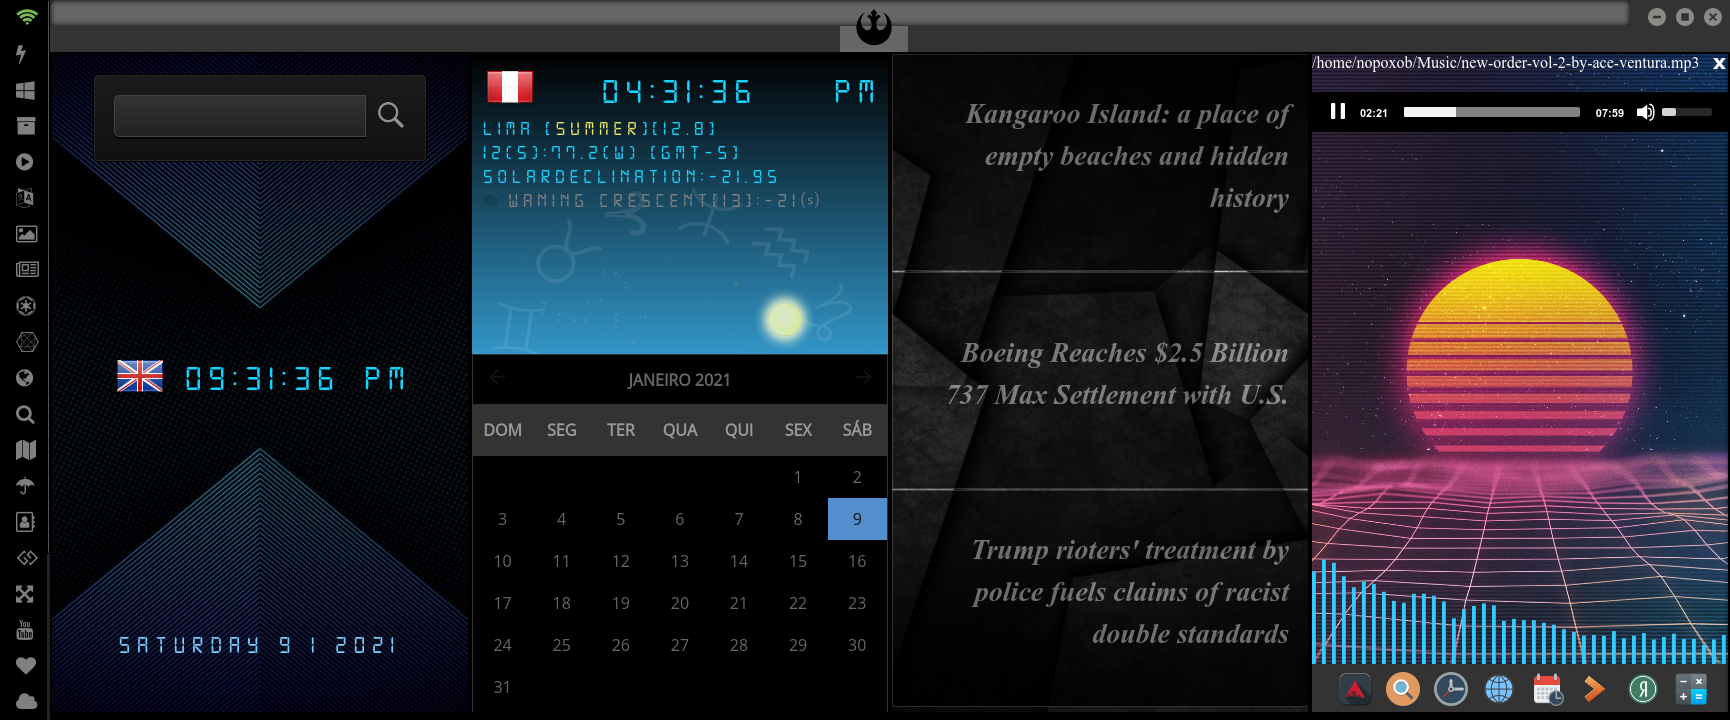 09:31:36 PM
SATURDAY 9 1 2021
04:31:36 PM
LIMA [SUMMER][12.8]
12(S):77.2(W) [GMT-5]
SOLARDECLINATION:-21.95
WANING CRESCENT[13]:-21(s)
JANEIRO 2021
DOM SEG TER QUA QUI SEX SÁB
1 2
3 4 5 6 7 8 9
10 11 12 13 14 15 16
17 18 19 20 21 22 23
24 25 26 27 28 29 30
31
Kangaroo Island: a place of
empty beaches and hidden
history
Boeing Reaches $2.5 Billion
737 Max Settlement with U.S.
Trump rioters' treatment by
police fuels claims of racist
double standards
/home/nopoxob/Music/new-order-vol-2-by-ace-ventura.mp3 x
02:21 07:59
You
Tube
Я